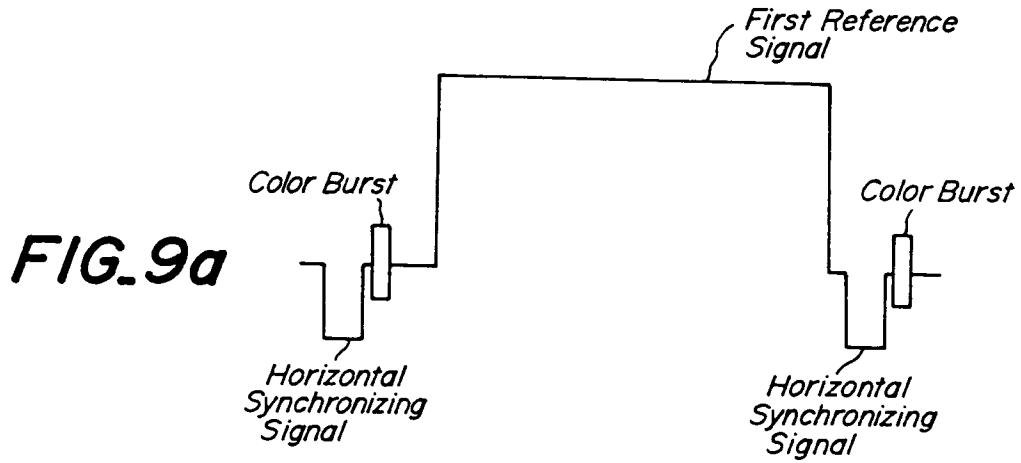 First Reference
Signal
Color Burst
Color Burst
FIG_9a
Horizontal
Synchronizing
Signal
Horizontal
Synchronizing
Signal